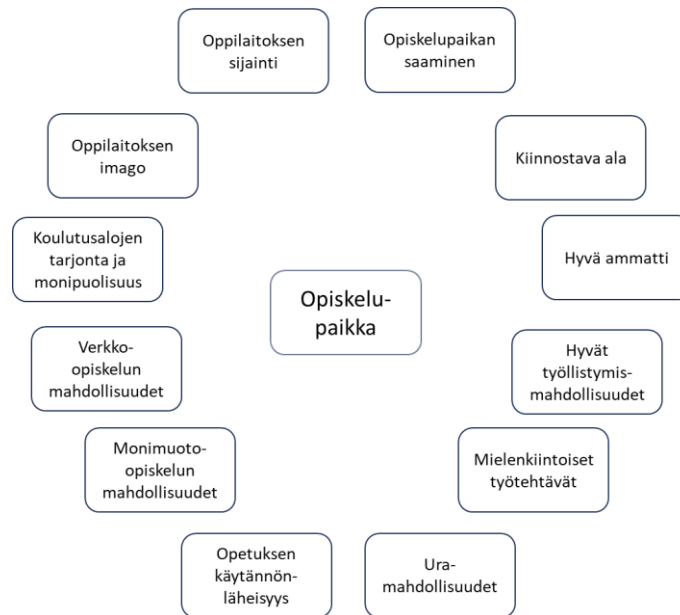 Oppilaitoksen
sijainti
Opiskelupaikan
saaminen
Oppilaitoksen
imago
Kiinnostava ala
Koulutusalojen
tarjonta ja
monipuolisuus
Hyvä ammatti
Opiskelu-
paikka
Verkko-
opiskelun
mahdollisuudet
Hyvät
työllistymis-
mahdollisuudet
Monimuoto-
opiskelun
mahdollisuudet
Mielenkiintoiset
työtehtävät
Opetuksen
käytännön-
läheisyys
Ura-
mahdollisuudet